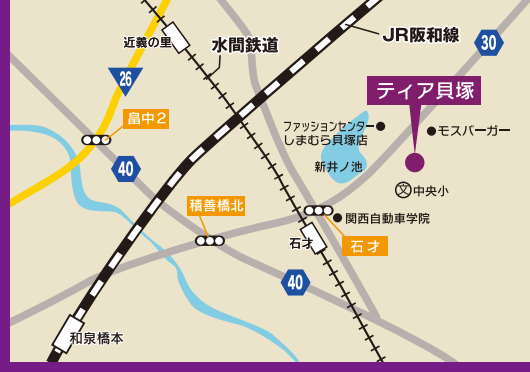 近義の里
水間鉄道
JR阪和線
30
26
ティア貝塚
畠中2
ファッションセンター
しまむら貝塚店
モスバーガー
40
新井ノ池
文
中央小
積善橋北
関西自動車学院
石才
石才
40
和泉橋本